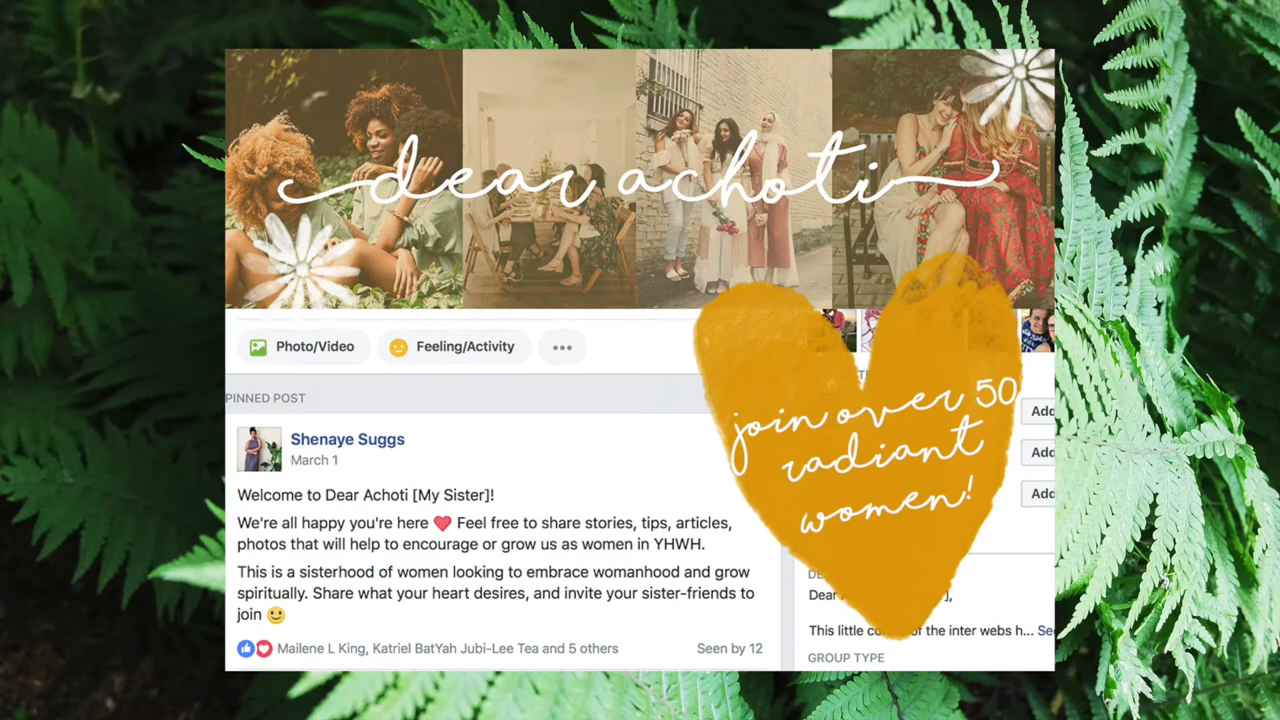 dear achoti
Photo/Video
Feeling/Activity
PINNED POST
Shenaye Suggs
March 1
Welcome to Dear Achoti [My Sister]!
We're all happy you're here ❤️ Feel free to share stories, tips, articles,
photos that will help to encourage or grow us as women in YHWH.
This is a sisterhood of women looking to embrace womanhood and grow
spiritually. Share what your heart desires, and invite your sister-friends to
join 🙂
Mailene L King, Katriel BatYah Jubi-Lee Tea and 5 others
Seen by 12
join over 50
radiant
women!
Add
Add
Add
Dear
This little of the inter webs h... See
GROUP TYPE